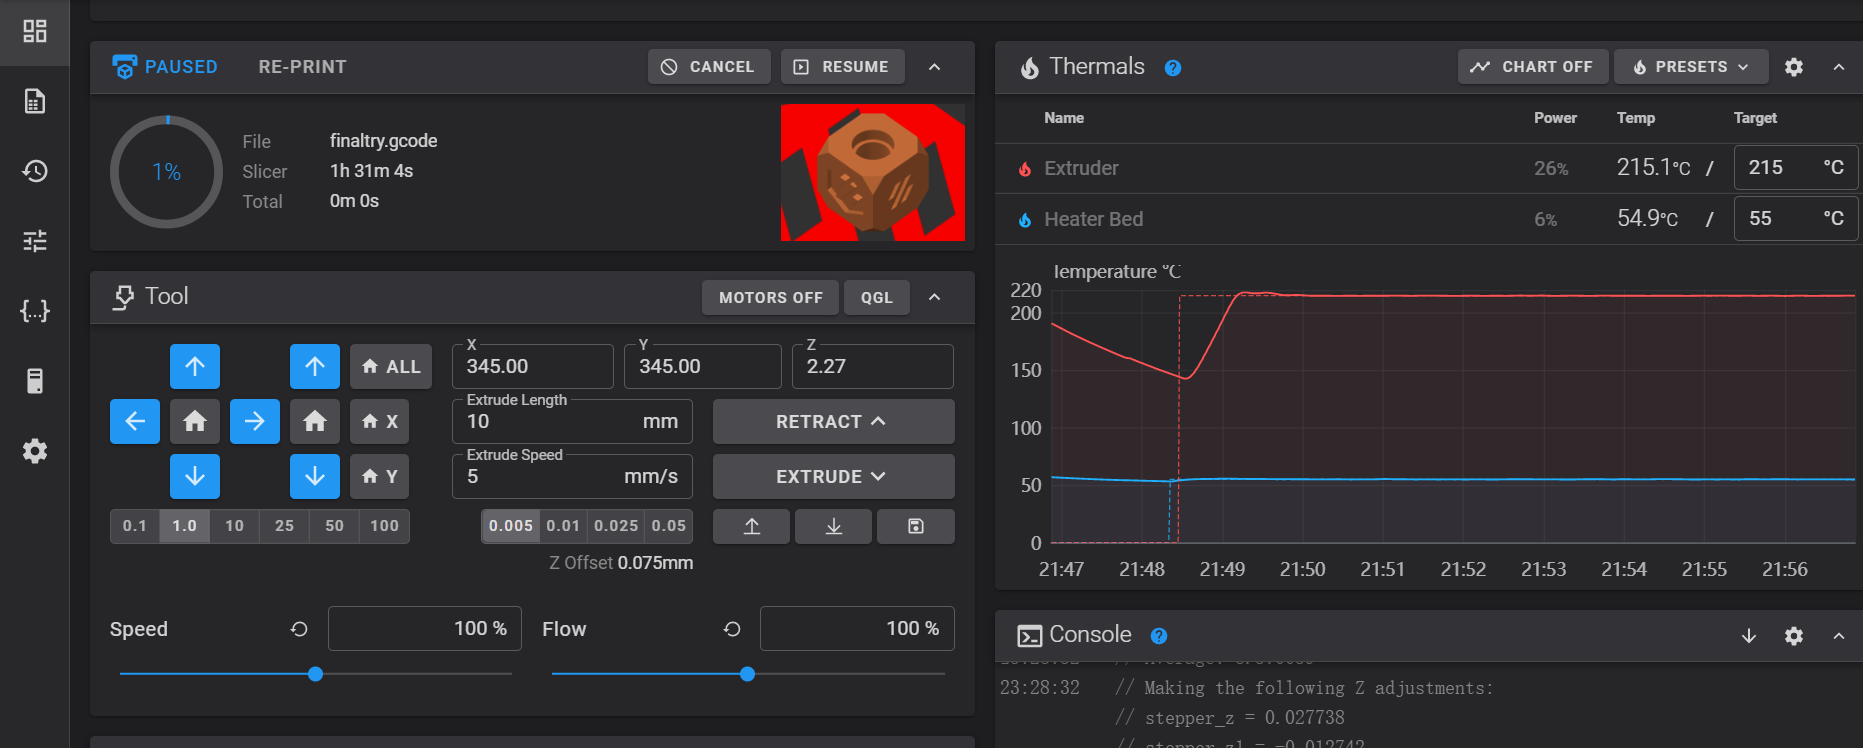 PAUSED
RE-PRINT
CANCEL
RESUME
1%
File finaltry.gcode
Slicer 1h 31m 4s
Total 0m 0s
Tool
MOTORS OFF
QGL
ALL
X
345.00
Y
345.00
Z
2.27
X
Extrude Length
10 mm
RETRACT
Y
Extrude Speed
5 mm/s
EXTRUDE
0.1 1.0 10 25 50 100
0.005 0.01 0.025 0.05
Z Offset 0.075mm
Speed 100 %
Flow 100 %
Thermals
CHART OFF
PRESETS
Name Power Temp Target
Extruder 26% 215.1°C / 215 °C
Heater Bed 6% 54.9°C / 55 °C
Temperature °C
220
200
150
100
50
0
21:47 21:48 21:49 21:50 21:51 21:52 21:53 21:54 21:55 21:56
Console
23:28:32 // Making the following Z adjustments:
// stepper_z = 0.027738
// stepper_z1 = -0.012742